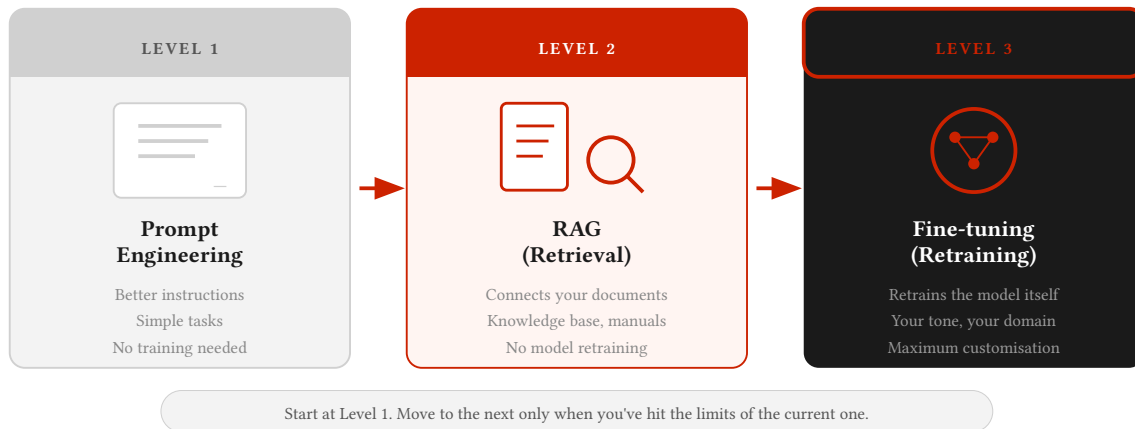 LEVEL 1
Prompt
Engineering
Better instructions
Simple tasks
No training needed
LEVEL 2
RAG
(Retrieval)
Connects your documents
Knowledge base, manuals
No model retraining
LEVEL 3
Fine-tuning
(Retraining)
Retrains the model itself
Your tone, your domain
Maximum customisation
Start at Level 1. Move to the next only when you've hit the limits of the current one.